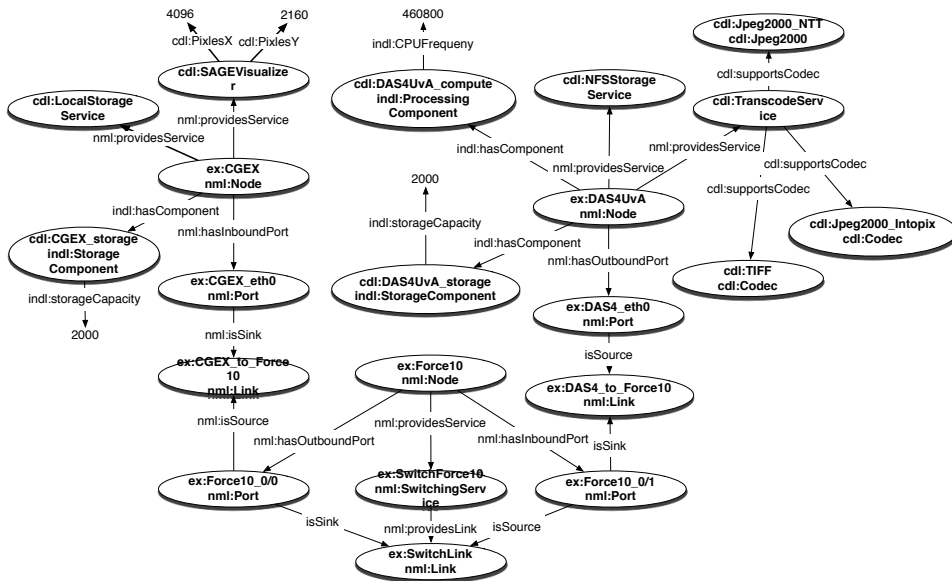 4096
2160
cdl:PixlesX
cdl:PixlesY
cdl:SAGEVisualize
r
cdl:LocalStorage
Service
nml:providesService
nml:providesService
ex:CGEX
nml:Node
indl:hasComponent
nml:hasInboundPort
cdl:CGEX_storage
indl:Storage
Component
indl:storageCapacity
2000
ex:CGEX_eth0
nml:Port
nml:isSink
ex:CGEX_to_Force
10
nml:Link
nml:isSource
460800
indl:CPUFrequeny
cdl:DAS4UvA_compute
indl:Processing
Component
cdl:NFSStorage
Service
cdl:Jpeg2000_NTT
cdl:Jpeg2000
cdl:supportsCodec
cdl:TranscodeServ
ice
indl:hasComponent
nml:providesService
nml:providesService
cdl:supportsCodec
cdl:supportsCodec
2000
indl:storageCapacity
ex:DAS4UvA
nml:Node
indl:hasComponent
nml:hasOutboundPort
cdl:Jpeg2000_Intopix
cdl:Codec
cdl:DAS4UvA_storage
indl:StorageComponent
cdl:TIFF
cdl:Codec
ex:DAS4_eth0
nml:Port
isSource
ex:Force10
nml:Node
ex:DAS4_to_Force10
nml:Link
nml:hasOutboundPort
nml:providesService
nml:hasInboundPort
isSink
ex:Force10_0/0
nml:Port
ex:SwitchForce10
nml:SwitchingServ
ice
ex:Force10_0/1
nml:Port
isSink
nml:providesLink
isSource
ex:SwitchLink
nml:Link